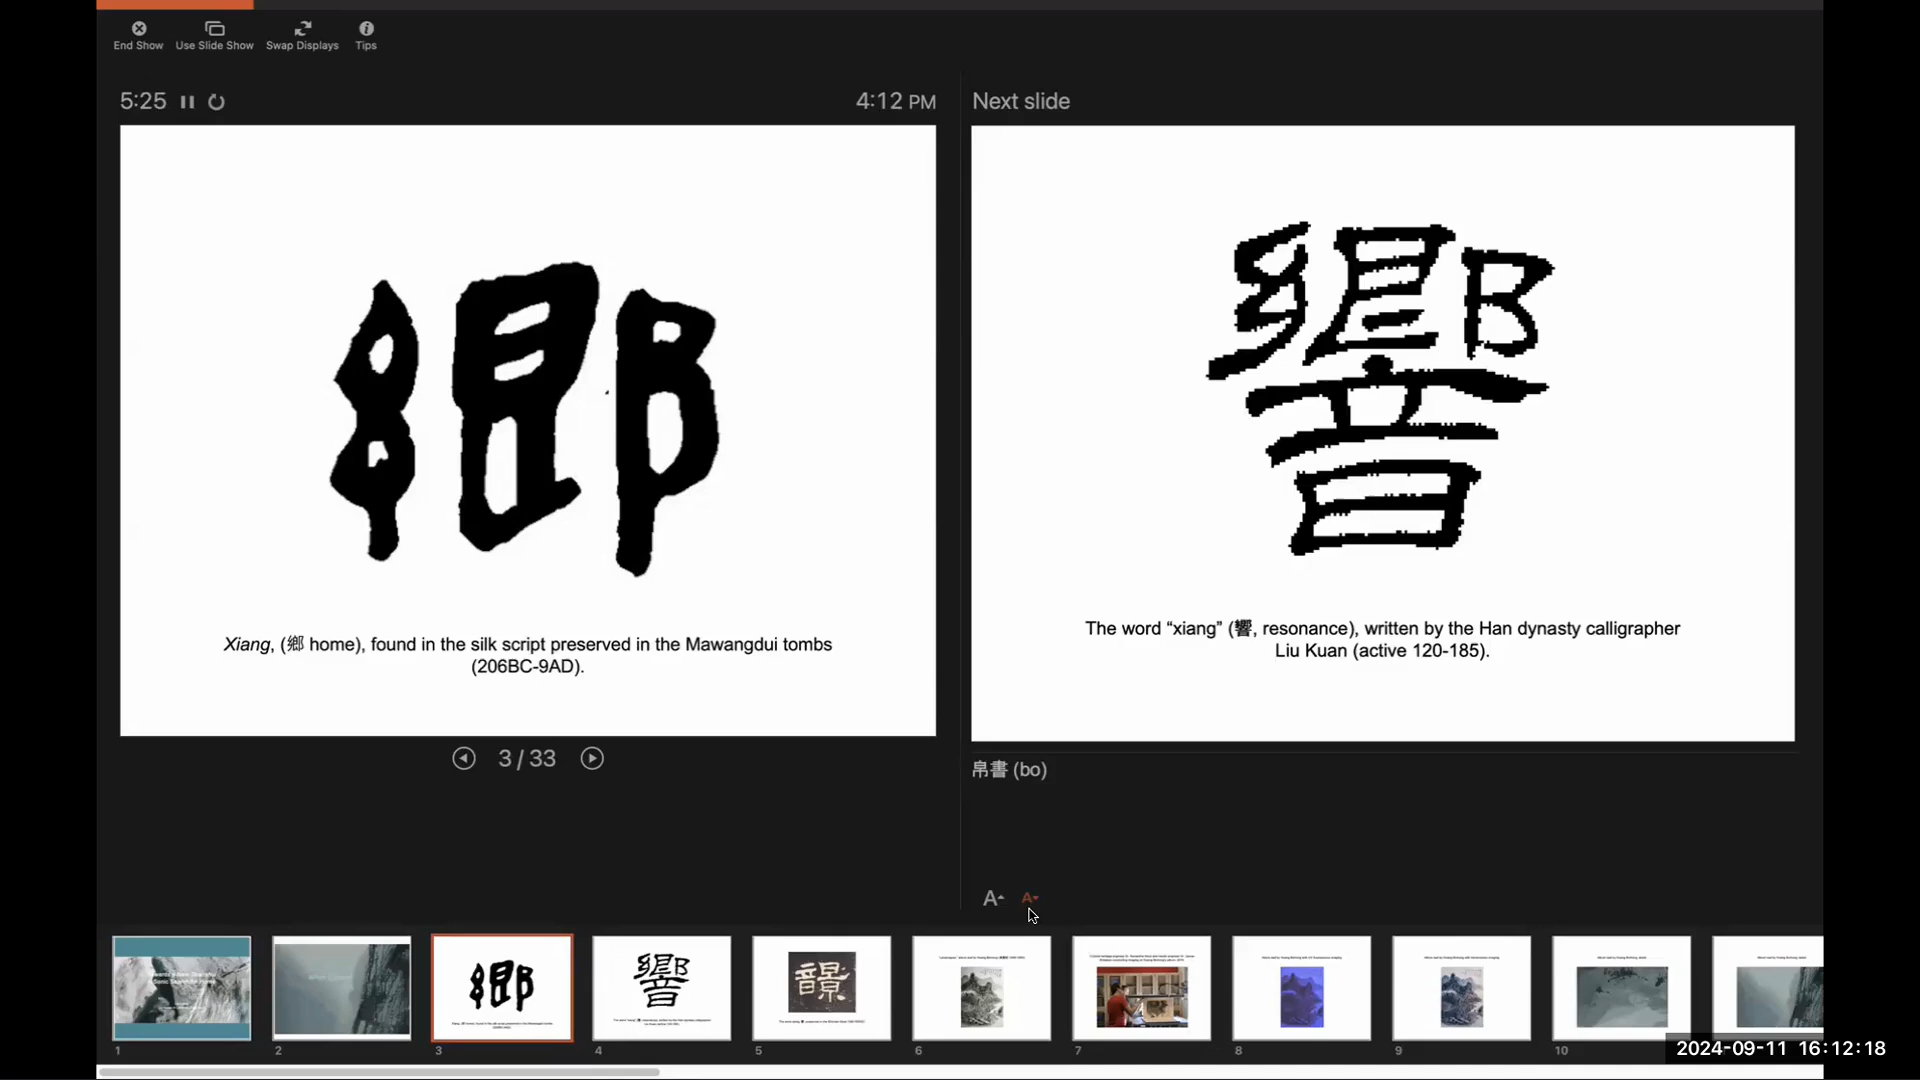 End Show
Use Slide Show
Swap Displays
Tips
5:25
4:12 PM
Next slide
鄉
Xiang, (鄉 home), found in the silk script preserved in the Mawangdui tombs
(206BC-9AD).
響
The word “xiang” (響, resonance), written by the Han dynasty calligrapher
Liu Kuan (active 120-185).
3 / 33
帛書 (bo)
A
A
鄉
響
1
2
3
4
5
6
7
8
9
10
2024-09-11 16:12:18